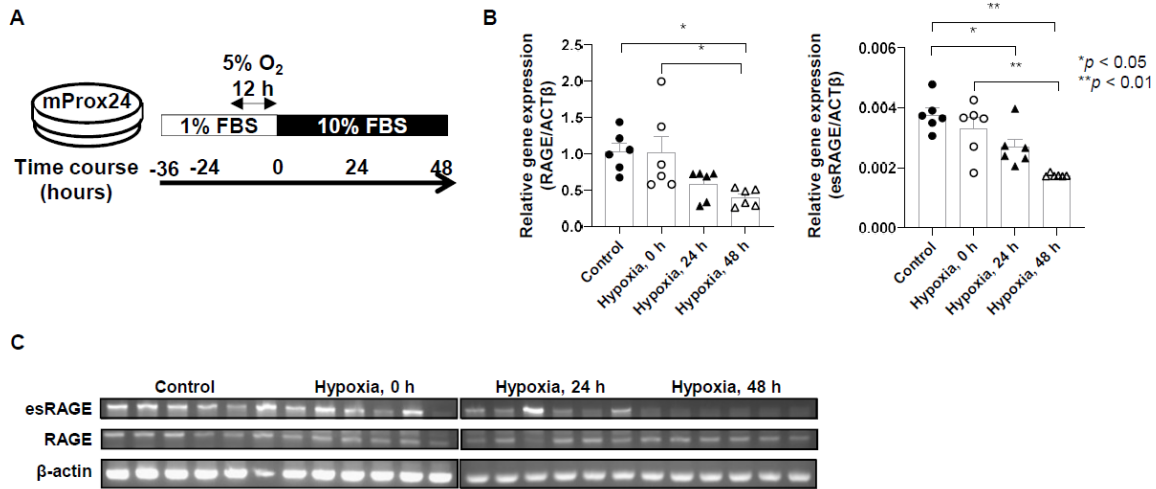 A
mProx24
5% O2
12 h
1% FBS
10% FBS
Time course
(hours)
-36
-24
0
24
48
B
Relative gene expression
(RAGE/ACTβ)
2.5
2.0
1.5
1.0
0.5
0.0
*
*
Control
Hypoxia, 0 h
Hypoxia, 24 h
Hypoxia, 48 h
Relative gene expression
(esRAGE/ACTβ)
0.006
0.004
0.002
0.000
**
*
**
Control
Hypoxia, 0 h
Hypoxia, 24 h
Hypoxia, 48 h
*p < 0.05
**p < 0.01
C
Control
Hypoxia, 0 h
Hypoxia, 24 h
Hypoxia, 48 h
esRAGE
RAGE
β-actin